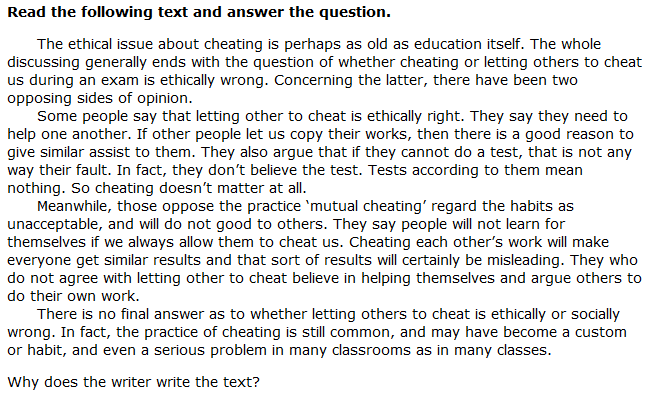 Read the following text and answer the question.
The ethical issue about cheating is perhaps as old as education itself. The whole
discussing generally ends with the question of whether cheating or letting others to cheat
us during an exam is ethically wrong. Concerning the latter, there have been two
opposing sides of opinion.
Some people say that letting other to cheat is ethically right. They say they need to
help one another. If other people let us copy their works, then there is a good reason to
give similar assist to them. They also argue that if they cannot do a test, that is not any
way their fault. In fact, they don't believe the test. Tests according to them mean
nothing. So cheating doesn't matter at all.
Meanwhile, those oppose the practice ‘mutual cheating’ regard the habits as
unacceptable, and will do not good to others. They say people will not learn for
themselves if we always allow them to cheat us. Cheating each other's work will make
everyone get similar results and that sort of results will certainly be misleading. They who
do not agree with letting other to cheat believe in helping themselves and argue others to
do their own work.
There is no final answer as to whether letting others to cheat is ethically or socially
wrong. In fact, the practice of cheating is still common, and may have become a custom
or habit, and even a serious problem in many classrooms as in many classes.
Why does the writer write the text?